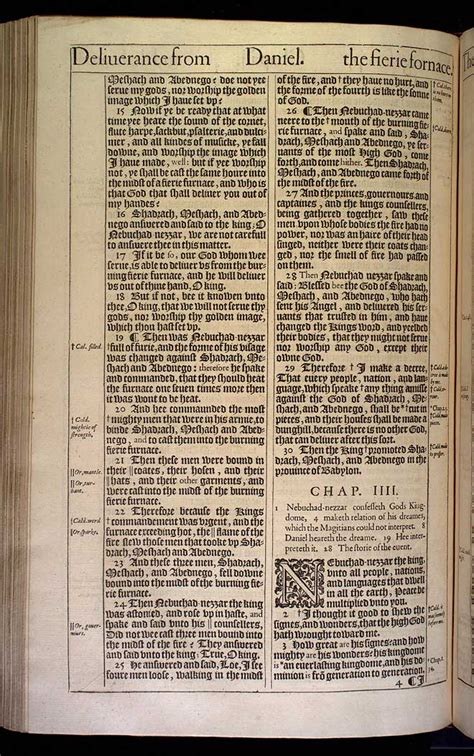 Deliuerance from Daniel. the fierie fornace.
Meshach and Abednego? doe not yee
serue my gods, nor worship the golden
image which I haue set vp?
15 Now if ye be ready that at what
time yee heare the sound of the cornet,
flute harpe, sackbut, psalterie, and dulci-
mer, and all kindes of musicke, ye fall
downe, and worship the image which
I haue made, well: but if yee worship
not, ye shall be cast the same houre into
the midst of a fierie furnace, and who is
that God that shall deliuer you out of
my handes?
16 Shadrach, Meshach, and Abed-
nego answered and said to the king; O
Nebuchad nezzar, we are not carefull
to answere thee in this matter.
17 If it be so, our God whom wee
serue, is able to deliuer vs from the bur-
ning fierie furnace, and he will deliuer
vs out of thine hand, O king.
18 But if not, bee it knowen vnto
thee, O king, that we will not serue thy
gods, nor worship thy golden image,
which thou hast set vp.
19 ¶ Then was Nebuchad-nezzar
† full of furie, and the forme of his visage
was changed against Shadrach, Me-
shach and Abednego: therefore he spake
and commanded, that they should heat
the furnace one seuen times more then
it was wont to be heat.
20 And hee commaunded the most
† mighty men that were in his armie, to
binde Shadrach, Meshach, and Abed-
nego, and to cast them into the burning
fierie furnace.
21 Then these men were bound in
their || coates, their hosen, and their
|| hats, and their other garments, and
were cast into the midst of the burning
fierie furnace.
22 Therefore because the Kings
† commandement was vrgent, and the
furnace exceeding hot, the || flame of the
fire slew those men that tooke vp Sha-
drach, Meshach and Abednego.
23 And these three men, Shadrach,
Meshach, and Abednego, fell downe
bound into the midst of the burning fierie
furnace.
24 Then Nebuchad-nezzar the king
was astonied, and rose vp in haste, and
spake and said vnto his || counsellers,
Did not wee cast three men bound into
the midst of the fire? They answered
and said vnto the king: True, O king.
25 He answered and said, Loe, I see
foure men loose, walking in the midst
† Cal. filled.
† Cald.
mightie of
strength.
|| Or, mantle.
|| Or, tur-
bant.
† Cald. word.
|| Or sparke.
|| Or, gouer-
nours.
of the fire, and † they haue no hurt, and
the forme of the fourth is like the sonne
of God.
26 ¶ Then Nebuchad-nezzar came
neere to the † mouth of the burning fie-
rie furnace, and spake and said, Sha-
drach, Meshach and Abednego, ye ser-
uants of the most High God, come
forth, and come hither. Then Shadrach,
Meshach, and Abednego came forth of
the midst of the fire.
27 And the princes, gouernours, and
captaines, and the kings counsellers,
being gathered together, saw these
men vpon whose bodies the fire had no
power, nor was an haire of their head
singed, neither were their coats chan-
ged, nor the smell of fire had passed
on them.
28 Then Nebuchad nezzar spake and
said: Blessed bee the God of Shadrach,
Meshach, and Abednego, who hath
sent his Angel, and deliuered his ser-
uants that trusted in him, and haue
changed the Kings word, and yeelded
their bodies, that they might not serue
nor worship any God, except their
owne God.
29 Therefore † I make a decree,
That euery people, nation, and lan-
guage, which speake † any thing amisse
against the God of Shadrach, Me-
shach, and Abednego, shall be * † cut in
pieces, and their houses shall be made a
dunghill, because there is no other God,
that can deliuer after this sort.
30 Then the King † promoted Sha-
drach, Meshach, and Abednego in the
prouince of Babylon.
CHAP. IIII.
1 Nebuchad-nezzar confesseth Gods King-
dome, 4 maketh relation of his dreames,
which the Magitians could not interpret. 8
Daniel heareth the dreame. 19 Hee inter-
preteth it. 28 The storie of the euent.
Nebuchad-nezzar the king,
vnto all people, nations,
and languages that dwell
in all the earth, Peace be
multiplied vnto you.
2 † I thought it good to shew the
signes, and wonders, that the high God
hath wrought toward me.
3 How great are his signes? and how
mighty are his wonders? his kingdome
is * an euerlasting kingdome, and his do-
minion is frō generation to generation.
4 ¶ I